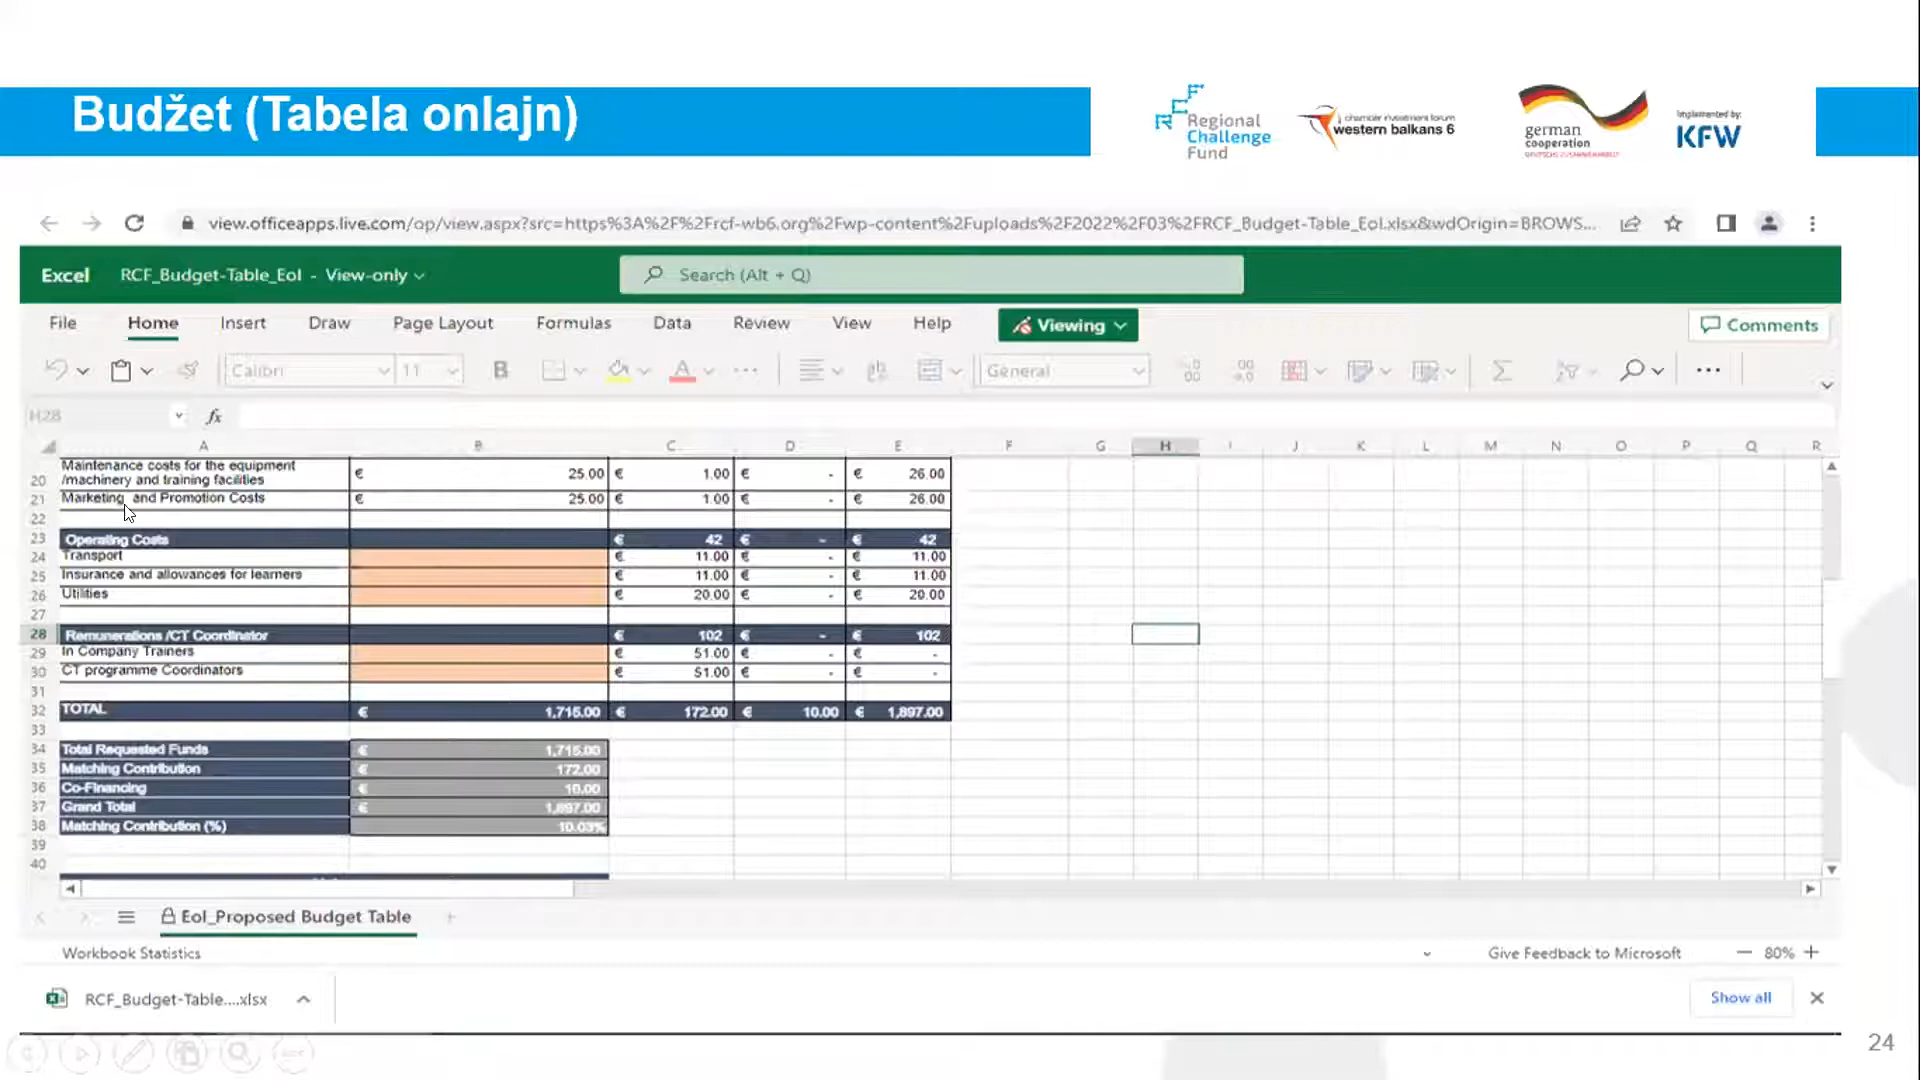 Budžet (Tabela onlajn)
Regional
Challenge
Fund
chamber investment forum
western balkans 6
german
cooperation
Implemented by:
KFW
view.officeapps.live.com/op/view.aspx?src=https%3A%2F%2Frcf-wb6.org%2Fwp-content%2Fuploads%2F2022%2F03%2FRCF_Budget-Table_EoI.xlsx&wdOrigin=BROWS...
Excel RCF_Budget-Table_EoI - View-only Search (Alt + Q)
File Home Insert Draw Page Layout Formulas Data Review View Help Viewing Comments
Calibri 11 B A ab General .00 .00 Σ ...
H28 fx
A B C D E F G H I J K L M N O P Q R
20 Maintenance costs for the equipment
/machinery and training facilities € 25.00 € 1.00 € - € 26.00
21 Marketing and Promotion Costs € 25.00 € 1.00 € - € 26.00
22
23 Operating Costs € 42 € - € 42
24 Transport € 11.00 € - € 11.00
25 Insurance and allowances for learners € 11.00 € - € 11.00
26 Utilities € 20.00 € - € 20.00
27
28 Remunerations /CT Coordinator € 102 € - € 102
29 In Company Trainers € 51.00 € - € -
30 CT programme Coordinators € 51.00 € - € -
31
32 TOTAL € 1,715.00 € 172.00 € 10.00 € 1,897.00
33
34 Total Requested Funds € 1,715.00
35 Matching Contribution € 172.00
36 Co-Financing € 10.00
37 Grand Total € 1,897.00
38 Matching Contribution (%) 10.03%
39
40
EoI_Proposed Budget Table +
Workbook Statistics Give Feedback to Microsoft — 80% +
RCF_Budget-Table....xlsx Show all
24